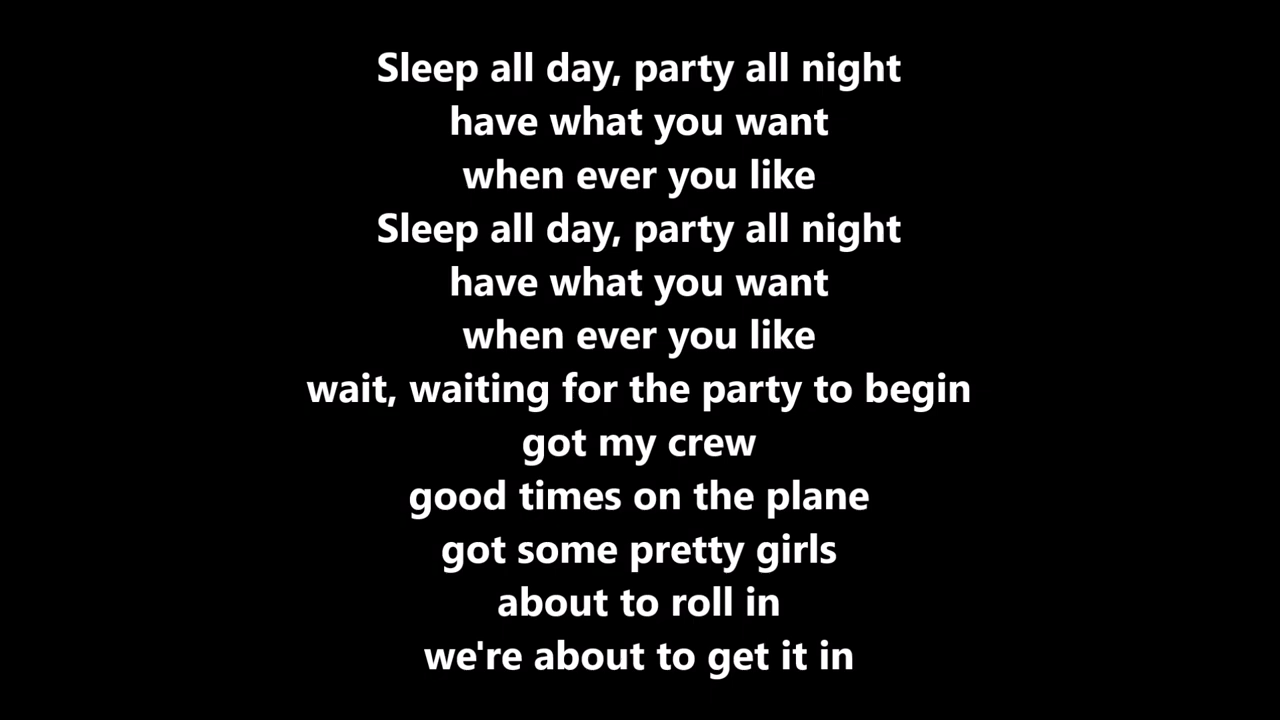 Sleep all day, party all night
have what you want
when ever you like
Sleep all day, party all night
have what you want
when ever you like
wait, waiting for the party to begin
got my crew
good times on the plane
got some pretty girls
about to roll in
we're about to get it in